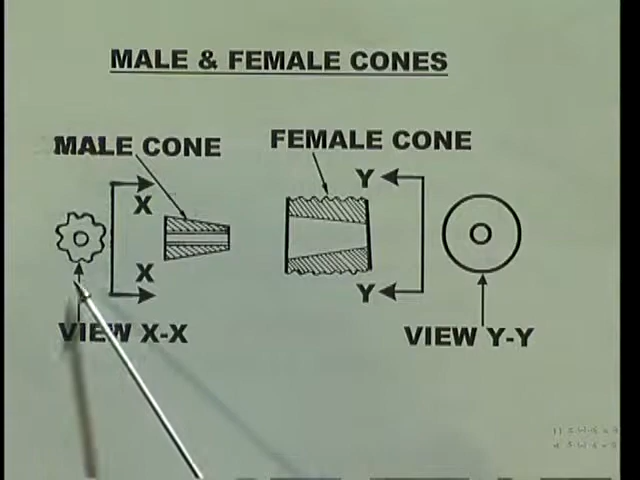 MALE & FEMALE CONES
MALE CONE
FEMALE CONE
X
Y
X
Y
VIEW X-X
VIEW Y-Y